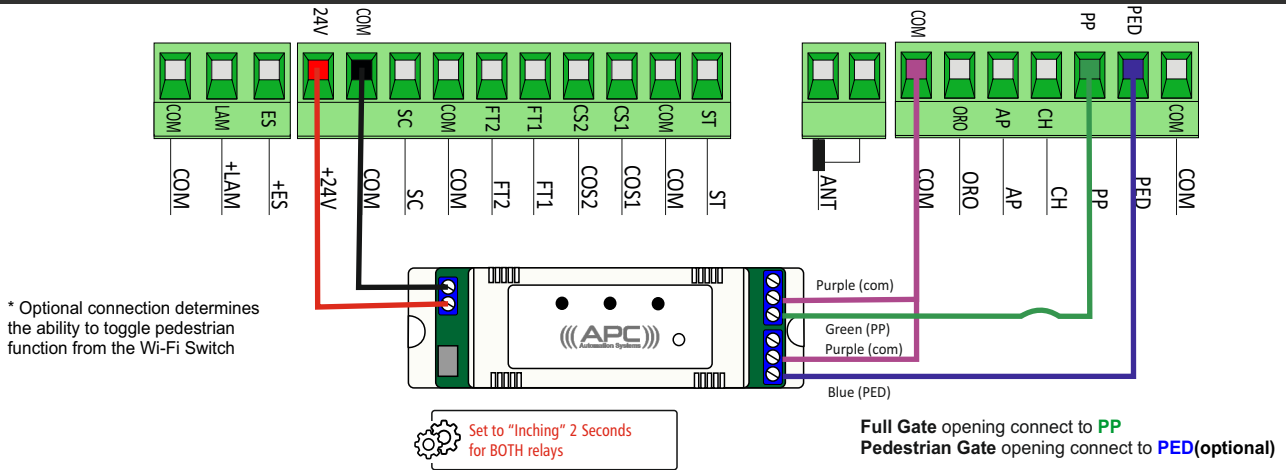 24V
COM
COM
PP
PED
COM
LAM
ES
SC
COM
FT2
FT1
CS2
CS1
COM
ST
ORO
AP
CH
COM
COM
+LAM
+ES
+24V
COM
SC
COM
FT2
FT1
COS2
COS1
COM
ST
ANT
COM
ORO
AP
CH
PP
PED
COM
* Optional connection determines
the ability to toggle pedestrian
function from the Wi-Fi Switch
(((APC)))
Automation Systems
Purple (com)
Green (PP)
Purple (com)
Blue (PED)
Set to “Inching” 2 Seconds
for BOTH relays
Full Gate opening connect to PP
Pedestrian Gate opening connect to PED(optional)